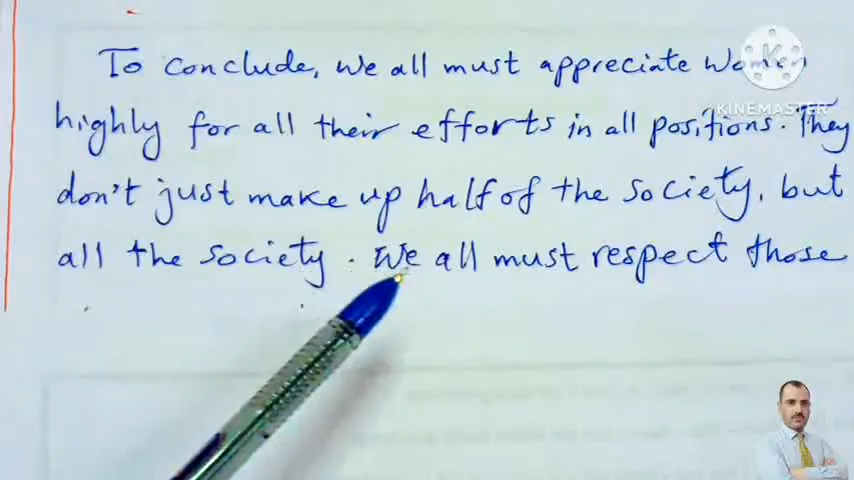 To conclude, we all must appreciate women
highly for all their efforts in all positions. They
don't just make up half of the society, but
all the society. We all must respect those
KINEMASTER